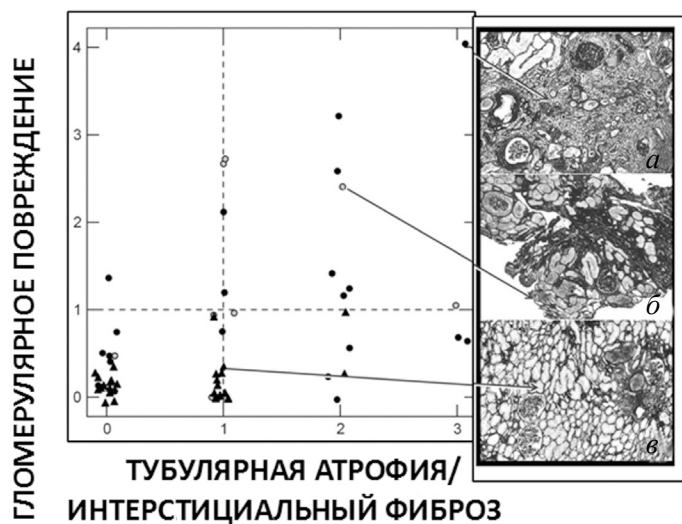 ГЛОМЕРУЛЯРНОЕ ПОВРЕЖДЕНИЕ
4
3
2
1
0
0 1 2 3
а
б
в
ТУБУЛЯРНАЯ АТРОФИЯ/
ИНТЕРСТИЦИАЛЬНЫЙ ФИБРОЗ